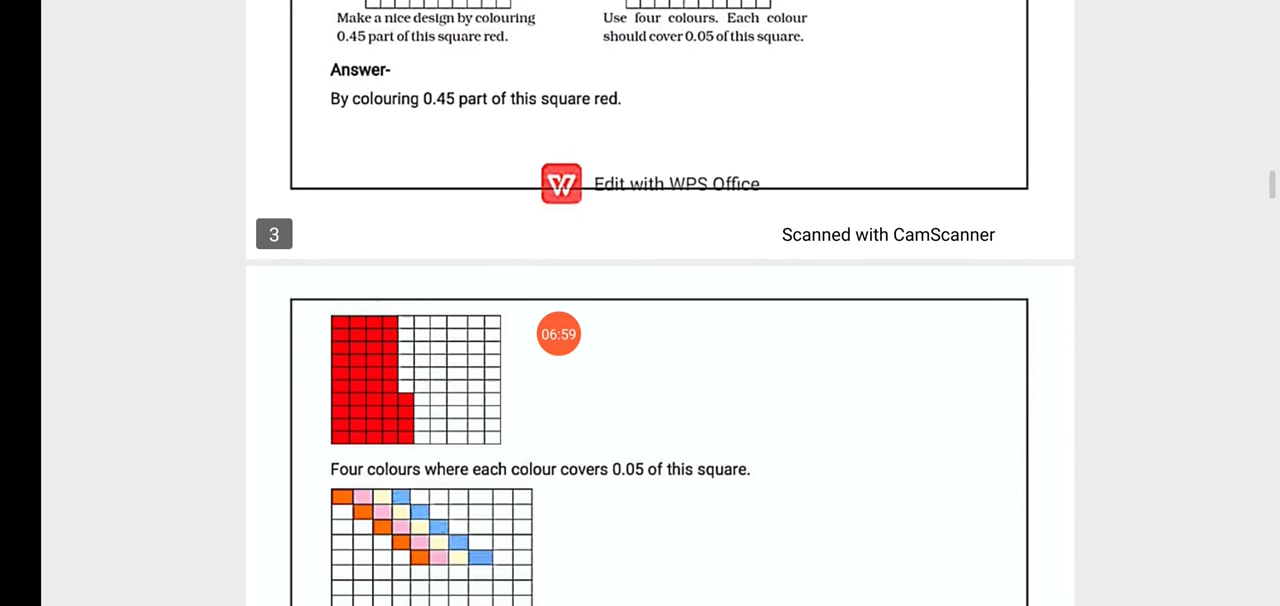 Make a nice design by colouring
0.45 part of this square red.
Use four colours. Each colour
should cover 0.05 of this square.
Answer-
By colouring 0.45 part of this square red.
Edit with WPS Office
3
Scanned with CamScanner
06:59
Four colours where each colour covers 0.05 of this square.